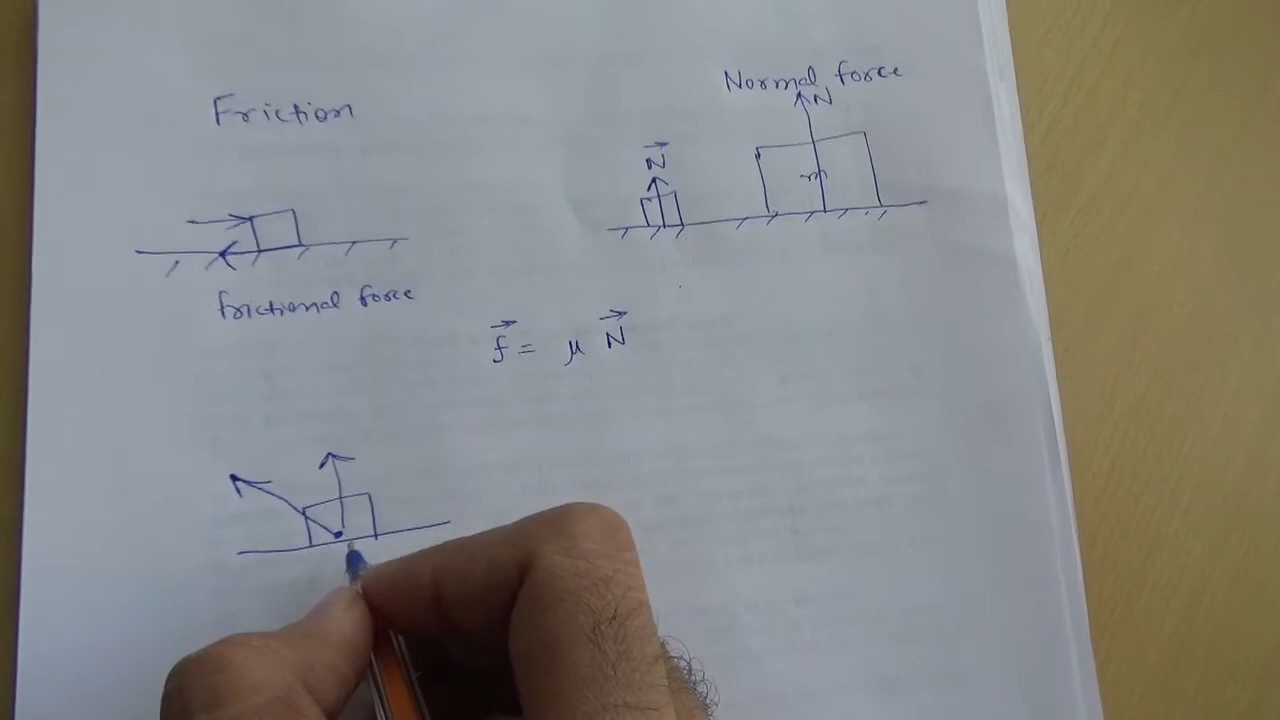 Friction
frictional force
Normal force
N
N⃗
m
f⃗ = μ N⃗